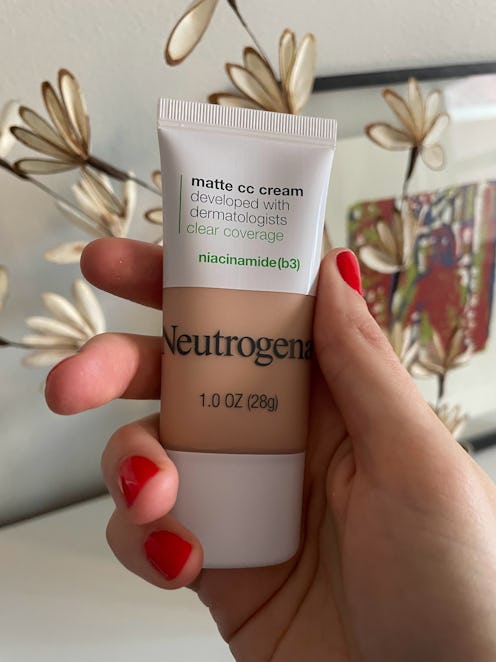 matte cc cream
developed with
dermatologists
clear coverage
niacinamide (b3)
Neutrogena
1.0 OZ (28g)